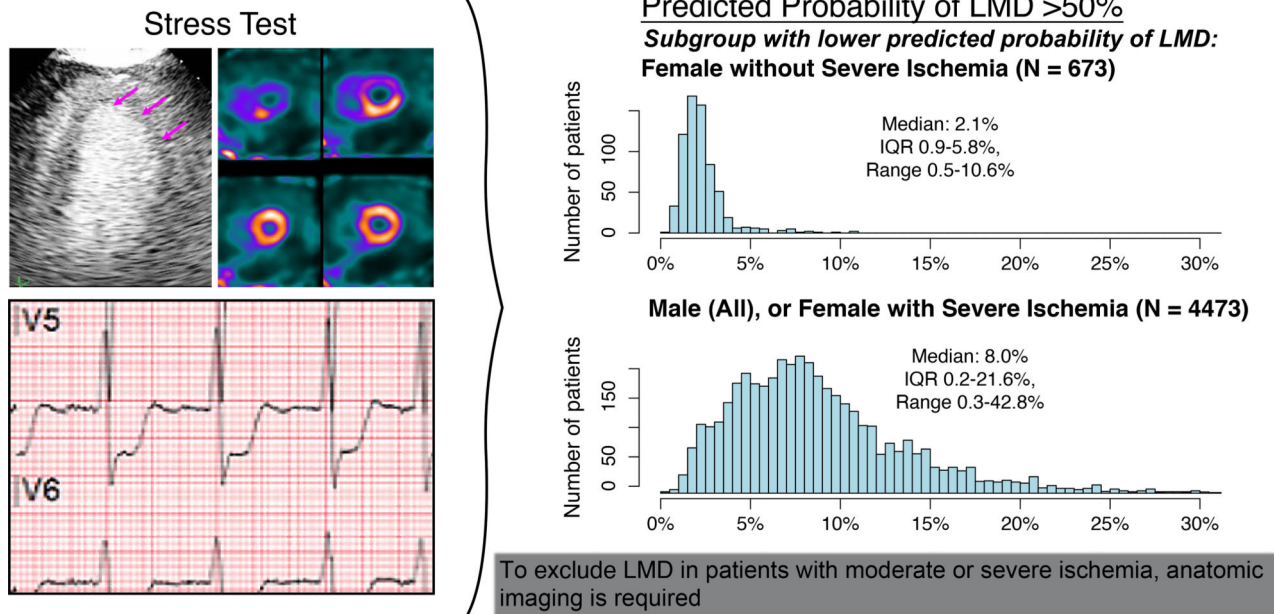 Stress Test
V5
V6
Predicted Probability of LMD >50%
Subgroup with lower predicted probability of LMD:
Female without Severe Ischemia (N = 673)
Number of patients
0
50
100
Median: 2.1%
IQR 0.9-5.8%,
Range 0.5-10.6%
0%
5%
10%
15%
20%
25%
30%
Male (All), or Female with Severe Ischemia (N = 4473)
Number of patients
0
50
150
Median: 8.0%
IQR 0.2-21.6%,
Range 0.3-42.8%
0%
5%
10%
15%
20%
25%
30%
To exclude LMD in patients with moderate or severe ischemia, anatomic
imaging is required